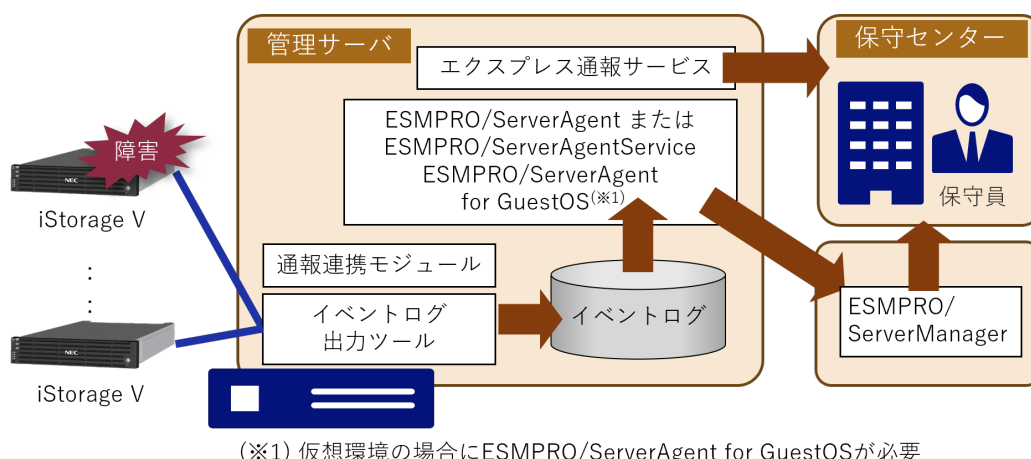 管理サーバ
保守センター
エクスプレス通報サービス
ESMPRO/ServerAgent または
ESMPRO/ServerAgentService
ESMPRO/ServerAgent
for GuestOS(※1)
障害
NEC
iStorage V
保守員
通報連携モジュール
イベントログ
出力ツール
イベントログ
ESMPRO/
ServerManager
NEC
iStorage V
(※1) 仮想環境の場合にESMPRO/ServerAgent for GuestOSが必要